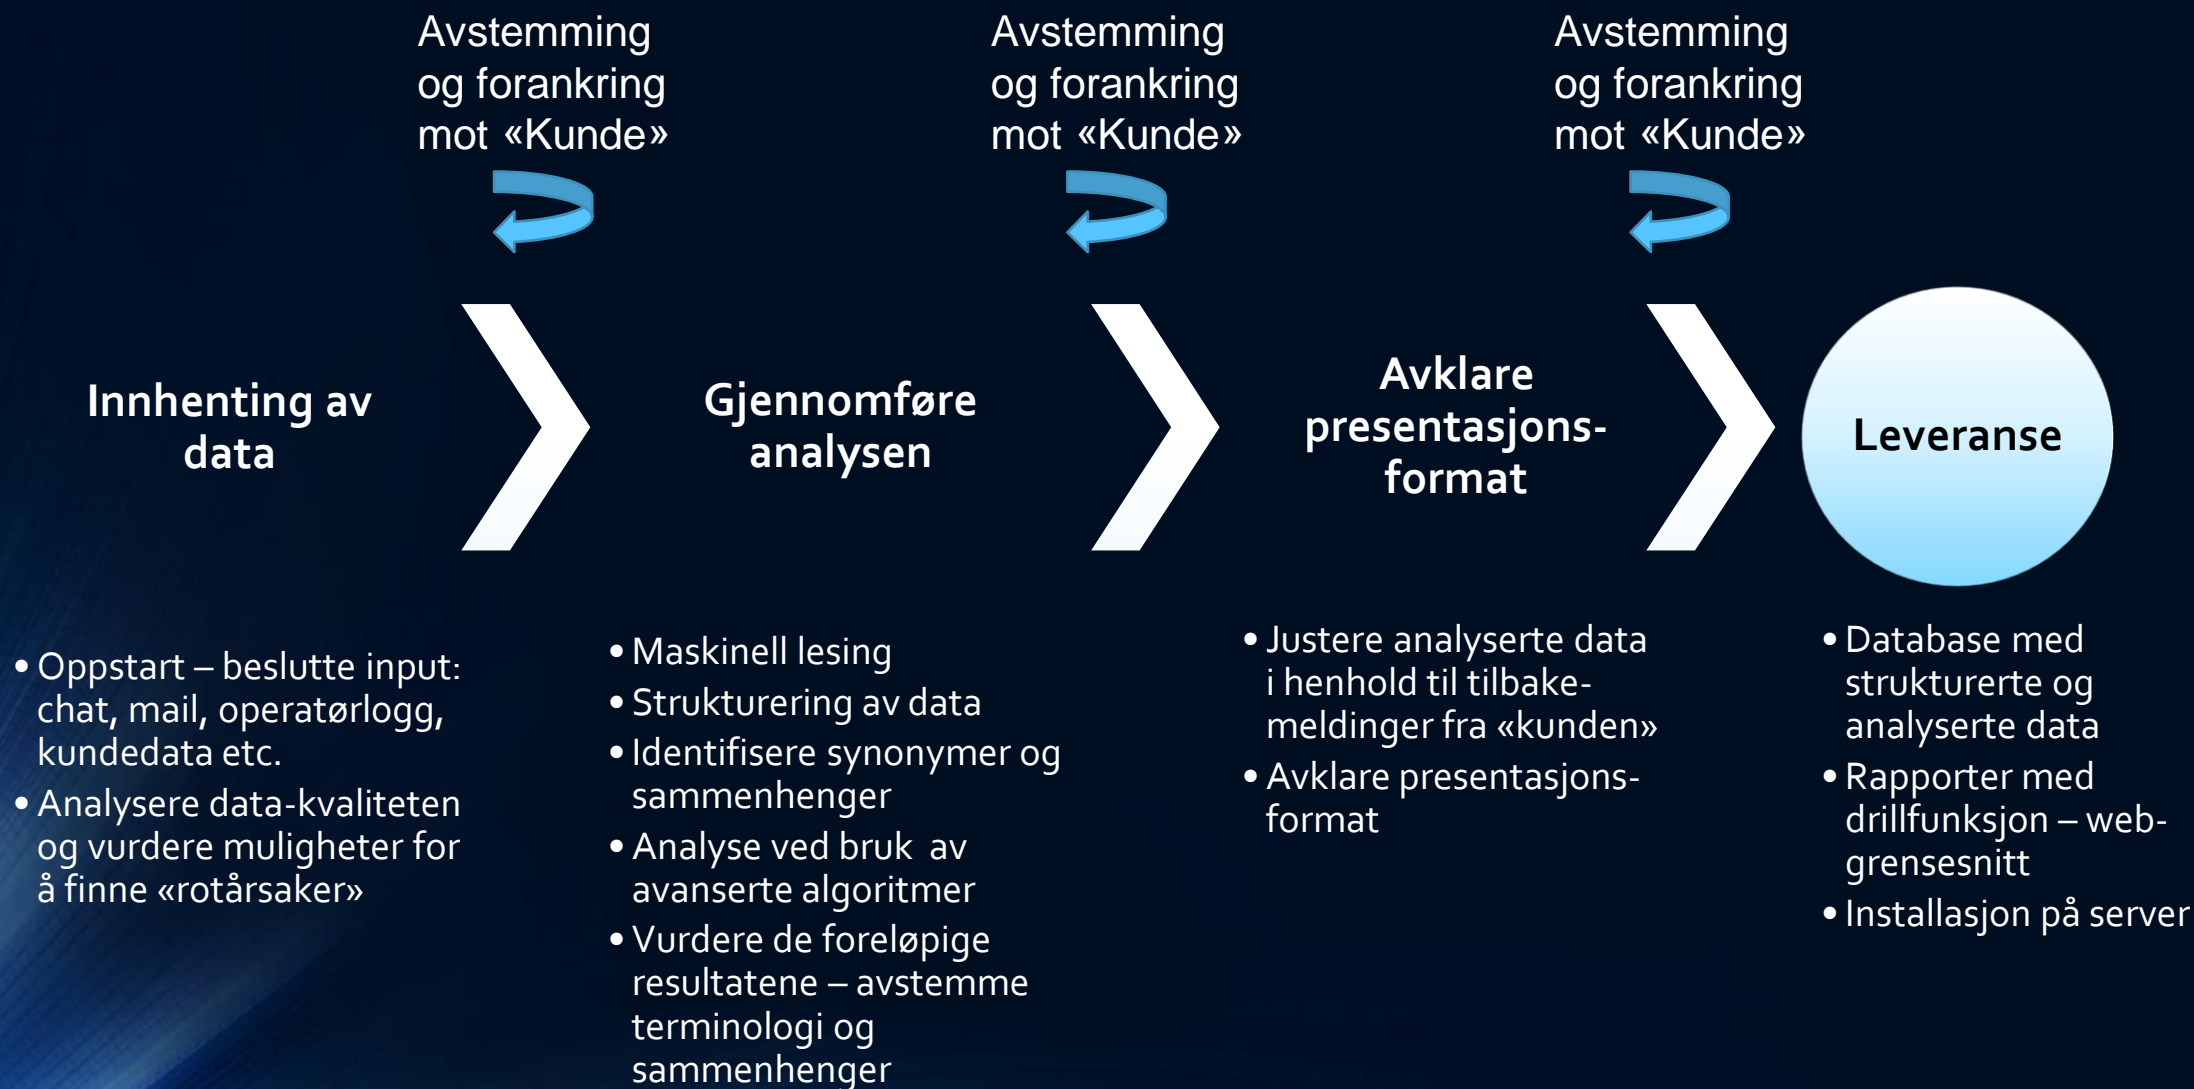 Avstemming
og forankring
mot «Kunde»
Avstemming
og forankring
mot «Kunde»
Avstemming
og forankring
mot «Kunde»
Innhenting av
data
Gjennomføre
analysen
Avklare
presentasjons-
format
Leveranse
• Oppstart – beslutte input:
chat, mail, operatørlogg,
kundedata etc.
• Analysere data-kvaliteten
og vurdere muligheter for
å finne «rotårsaker»
• Maskinell lesing
• Strukturering av data
• Identifisere synonymer og
sammenhenger
• Analyse ved bruk av
avanserte algoritmer
• Vurdere de foreløpige
resultatene – avstemme
terminologi og
sammenhenger
• Justere analyserte data
i henhold til tilbake-
meldinger fra «kunden»
• Avklare presentasjons-
format
• Database med
strukturerte og
analyserte data
• Rapporter med
drillfunksjon – web-
grensesnitt
• Installasjon på server